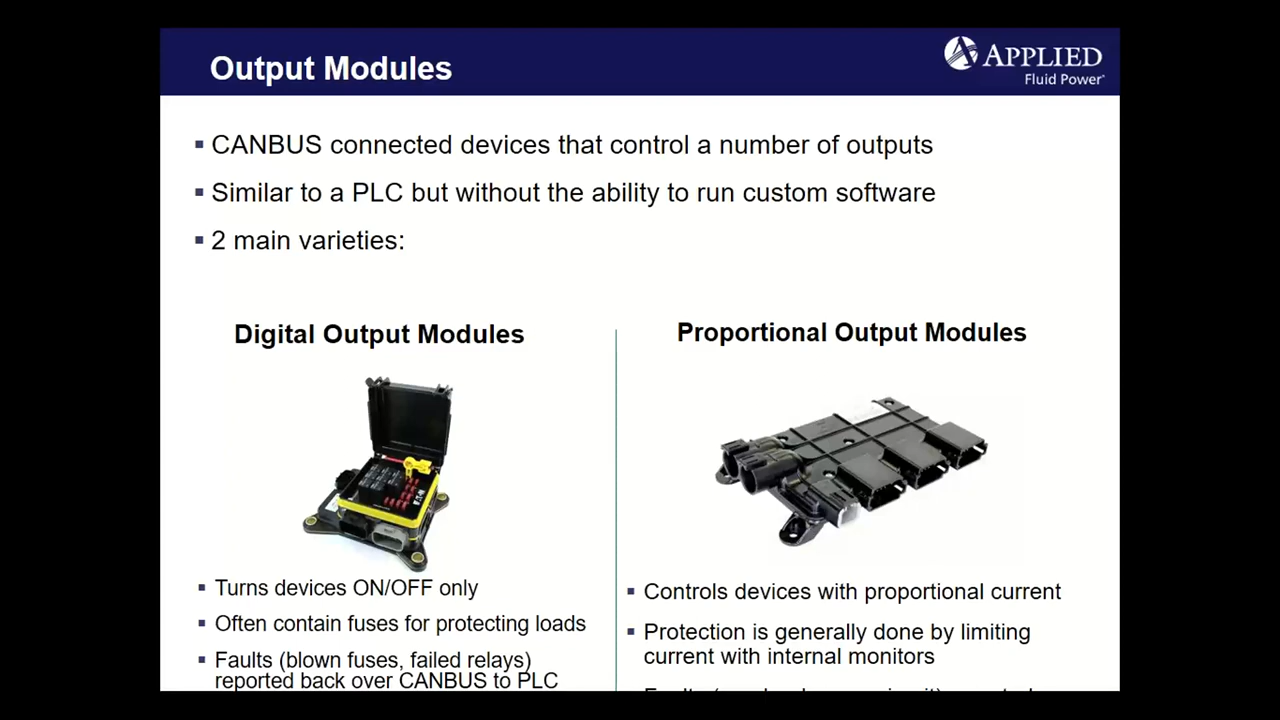 Output Modules
APPLIED
Fluid Power
CANBUS connected devices that control a number of outputs
Similar to a PLC but without the ability to run custom software
2 main varieties:
Digital Output Modules
Turns devices ON/OFF only
Often contain fuses for protecting loads
Faults (blown fuses, failed relays)
reported back over CANBUS to PLC
Proportional Output Modules
Controls devices with proportional current
Protection is generally done by limiting
current with internal monitors